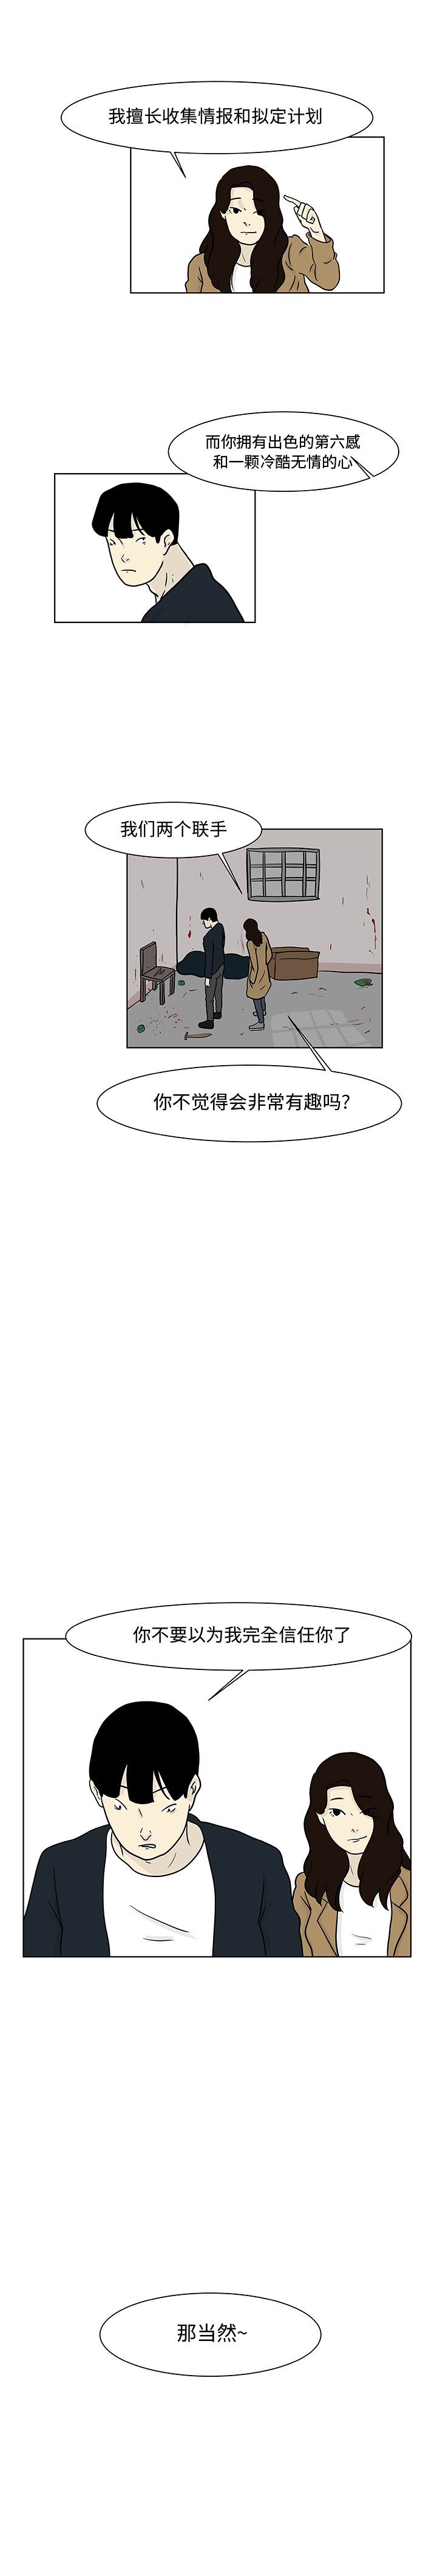 我擅长收集情报和拟定计划
而你拥有出色的第六感
和一颗冷酷无情的心
我们两个联手
你不觉得会非常有趣吗?
你不要以为我完全信任你了
那当然~